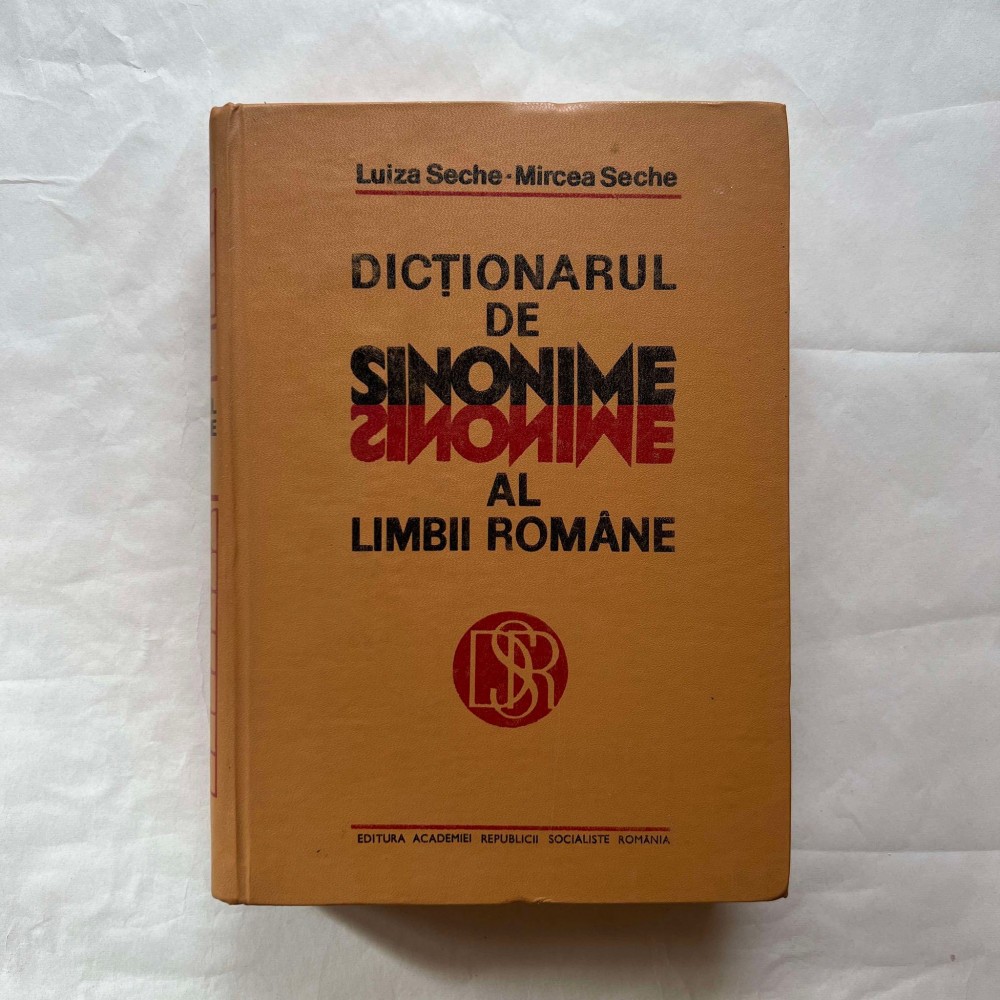 Luiza Seche-Mircea Seche
DICȚIONARUL
DE
SINONIME
SINONIME
AL
LIMBII ROMÂNE
DSR
EDITURA ACADEMIEI REPUBLICII SOCIALISTE ROMÂNIA